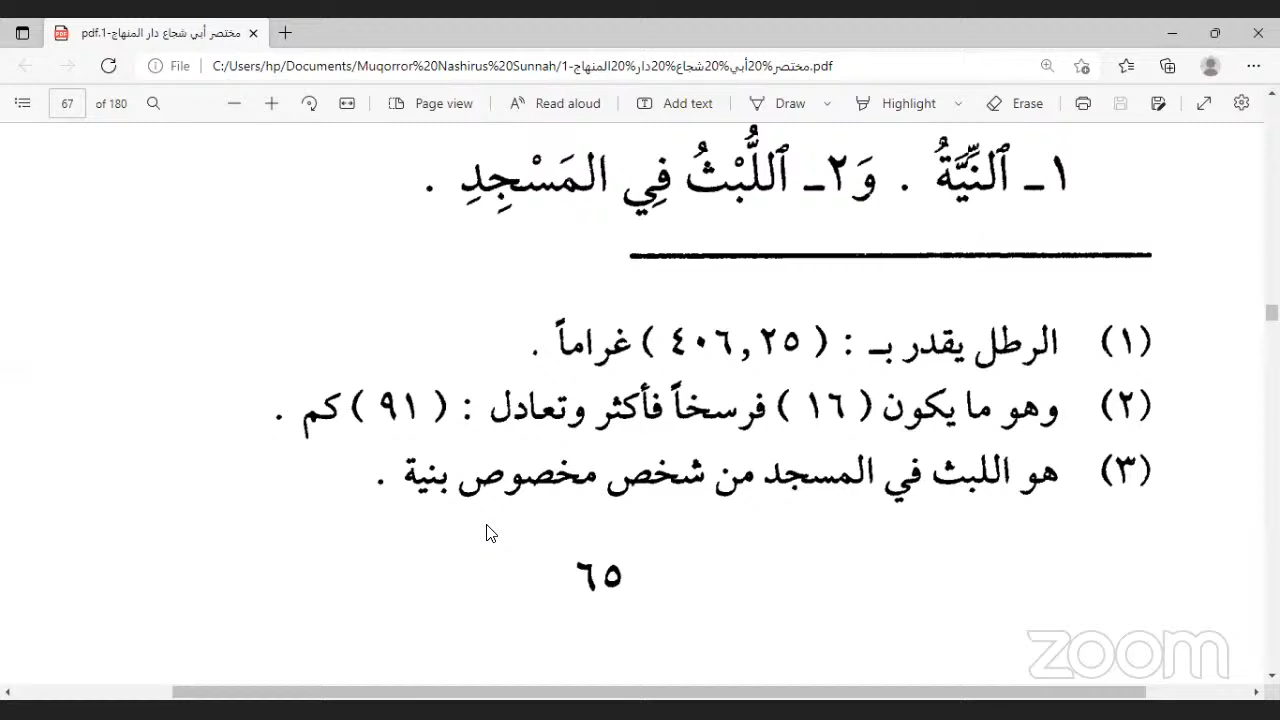 مختصر أبي شجاع دار المنهاج-1.pdf
File C:/Users/hp/Documents/Muqorror%20Nashirus%20Sunnah/1-مختصر%20أبي%20شجاع%20دار%20المنهاج.pdf
67 of 180 Page view Read aloud Add text Draw Highlight Erase
١ـ ٱلنِّيَّةُ . وَ٢ـ ٱللُّبْثُ فِي المَسْجِدِ .
(١) الرطل يقدر بـ : ( ٤٠٦,٢٥ ) غراماً .
(٢) وهو ما يكون ( ١٦ ) فرسخاً فأكثر وتعادل : ( ٩١ ) كم .
(٣) هو اللبث في المسجد من شخص مخصوص بنية .
٦٥
zoom